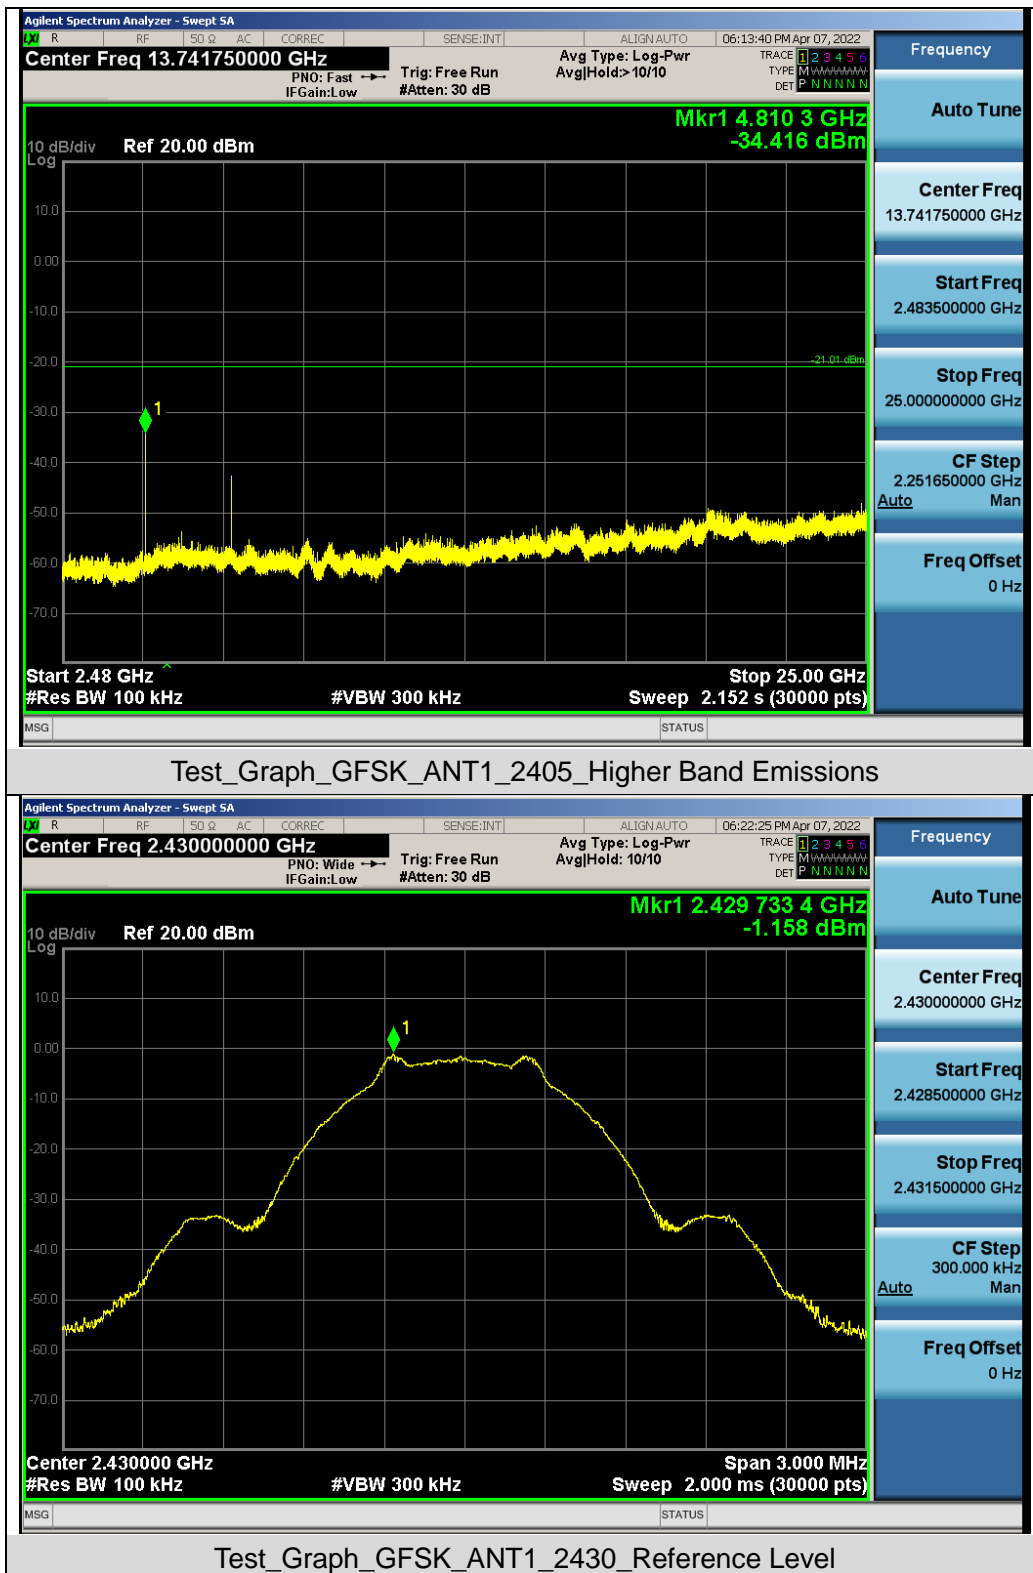 Agilent Spectrum Analyzer - Swept SA
LXI R RF 50 Ω AC CORREC SENSE:INT ALIGN AUTO 06:13:40 PM Apr 07, 2022
Center Freq 13.741750000 GHz
PNO: Fast
IFGain:Low
Trig: Free Run
#Atten: 30 dB
Avg Type: Log-Pwr
Avg|Hold:>10/10
TRACE 1 2 3 4 5 6
TYPE M
DET P N N N N N
Mkr1 4.810 3 GHz
-34.416 dBm
10 dB/div Ref 20.00 dBm
Log
10.0
0.00
-10.0
-20.0
-21.01 dBm
-30.0
1
-40.0
-50.0
-60.0
-70.0
Start 2.48 GHz Stop 25.00 GHz
#Res BW 100 kHz #VBW 300 kHz Sweep 2.152 s (30000 pts)
MSG STATUS
Frequency
Auto Tune
Center Freq
13.741750000 GHz
Start Freq
2.483500000 GHz
Stop Freq
25.000000000 GHz
CF Step
2.251650000 GHz
Auto Man
Freq Offset
0 Hz
Test_Graph_GFSK_ANT1_2405_Higher Band Emissions
Agilent Spectrum Analyzer - Swept SA
LXI R RF 50 Ω AC CORREC SENSE:INT ALIGN AUTO 06:22:25 PM Apr 07, 2022
Center Freq 2.430000000 GHz
PNO: Wide
IFGain:Low
Trig: Free Run
#Atten: 30 dB
Avg Type: Log-Pwr
Avg|Hold: 10/10
TRACE 1 2 3 4 5 6
TYPE M
DET P N N N N N
Mkr1 2.429 733 4 GHz
-1.158 dBm
10 dB/div Ref 20.00 dBm
Log
10.0
1
0.00
-10.0
-20.0
-30.0
-40.0
-50.0
-60.0
-70.0
Center 2.430000 GHz Span 3.000 MHz
#Res BW 100 kHz #VBW 300 kHz Sweep 2.000 ms (30000 pts)
MSG STATUS
Frequency
Auto Tune
Center Freq
2.430000000 GHz
Start Freq
2.428500000 GHz
Stop Freq
2.431500000 GHz
CF Step
300.000 kHz
Auto Man
Freq Offset
0 Hz
Test_Graph_GFSK_ANT1_2430_Reference Level